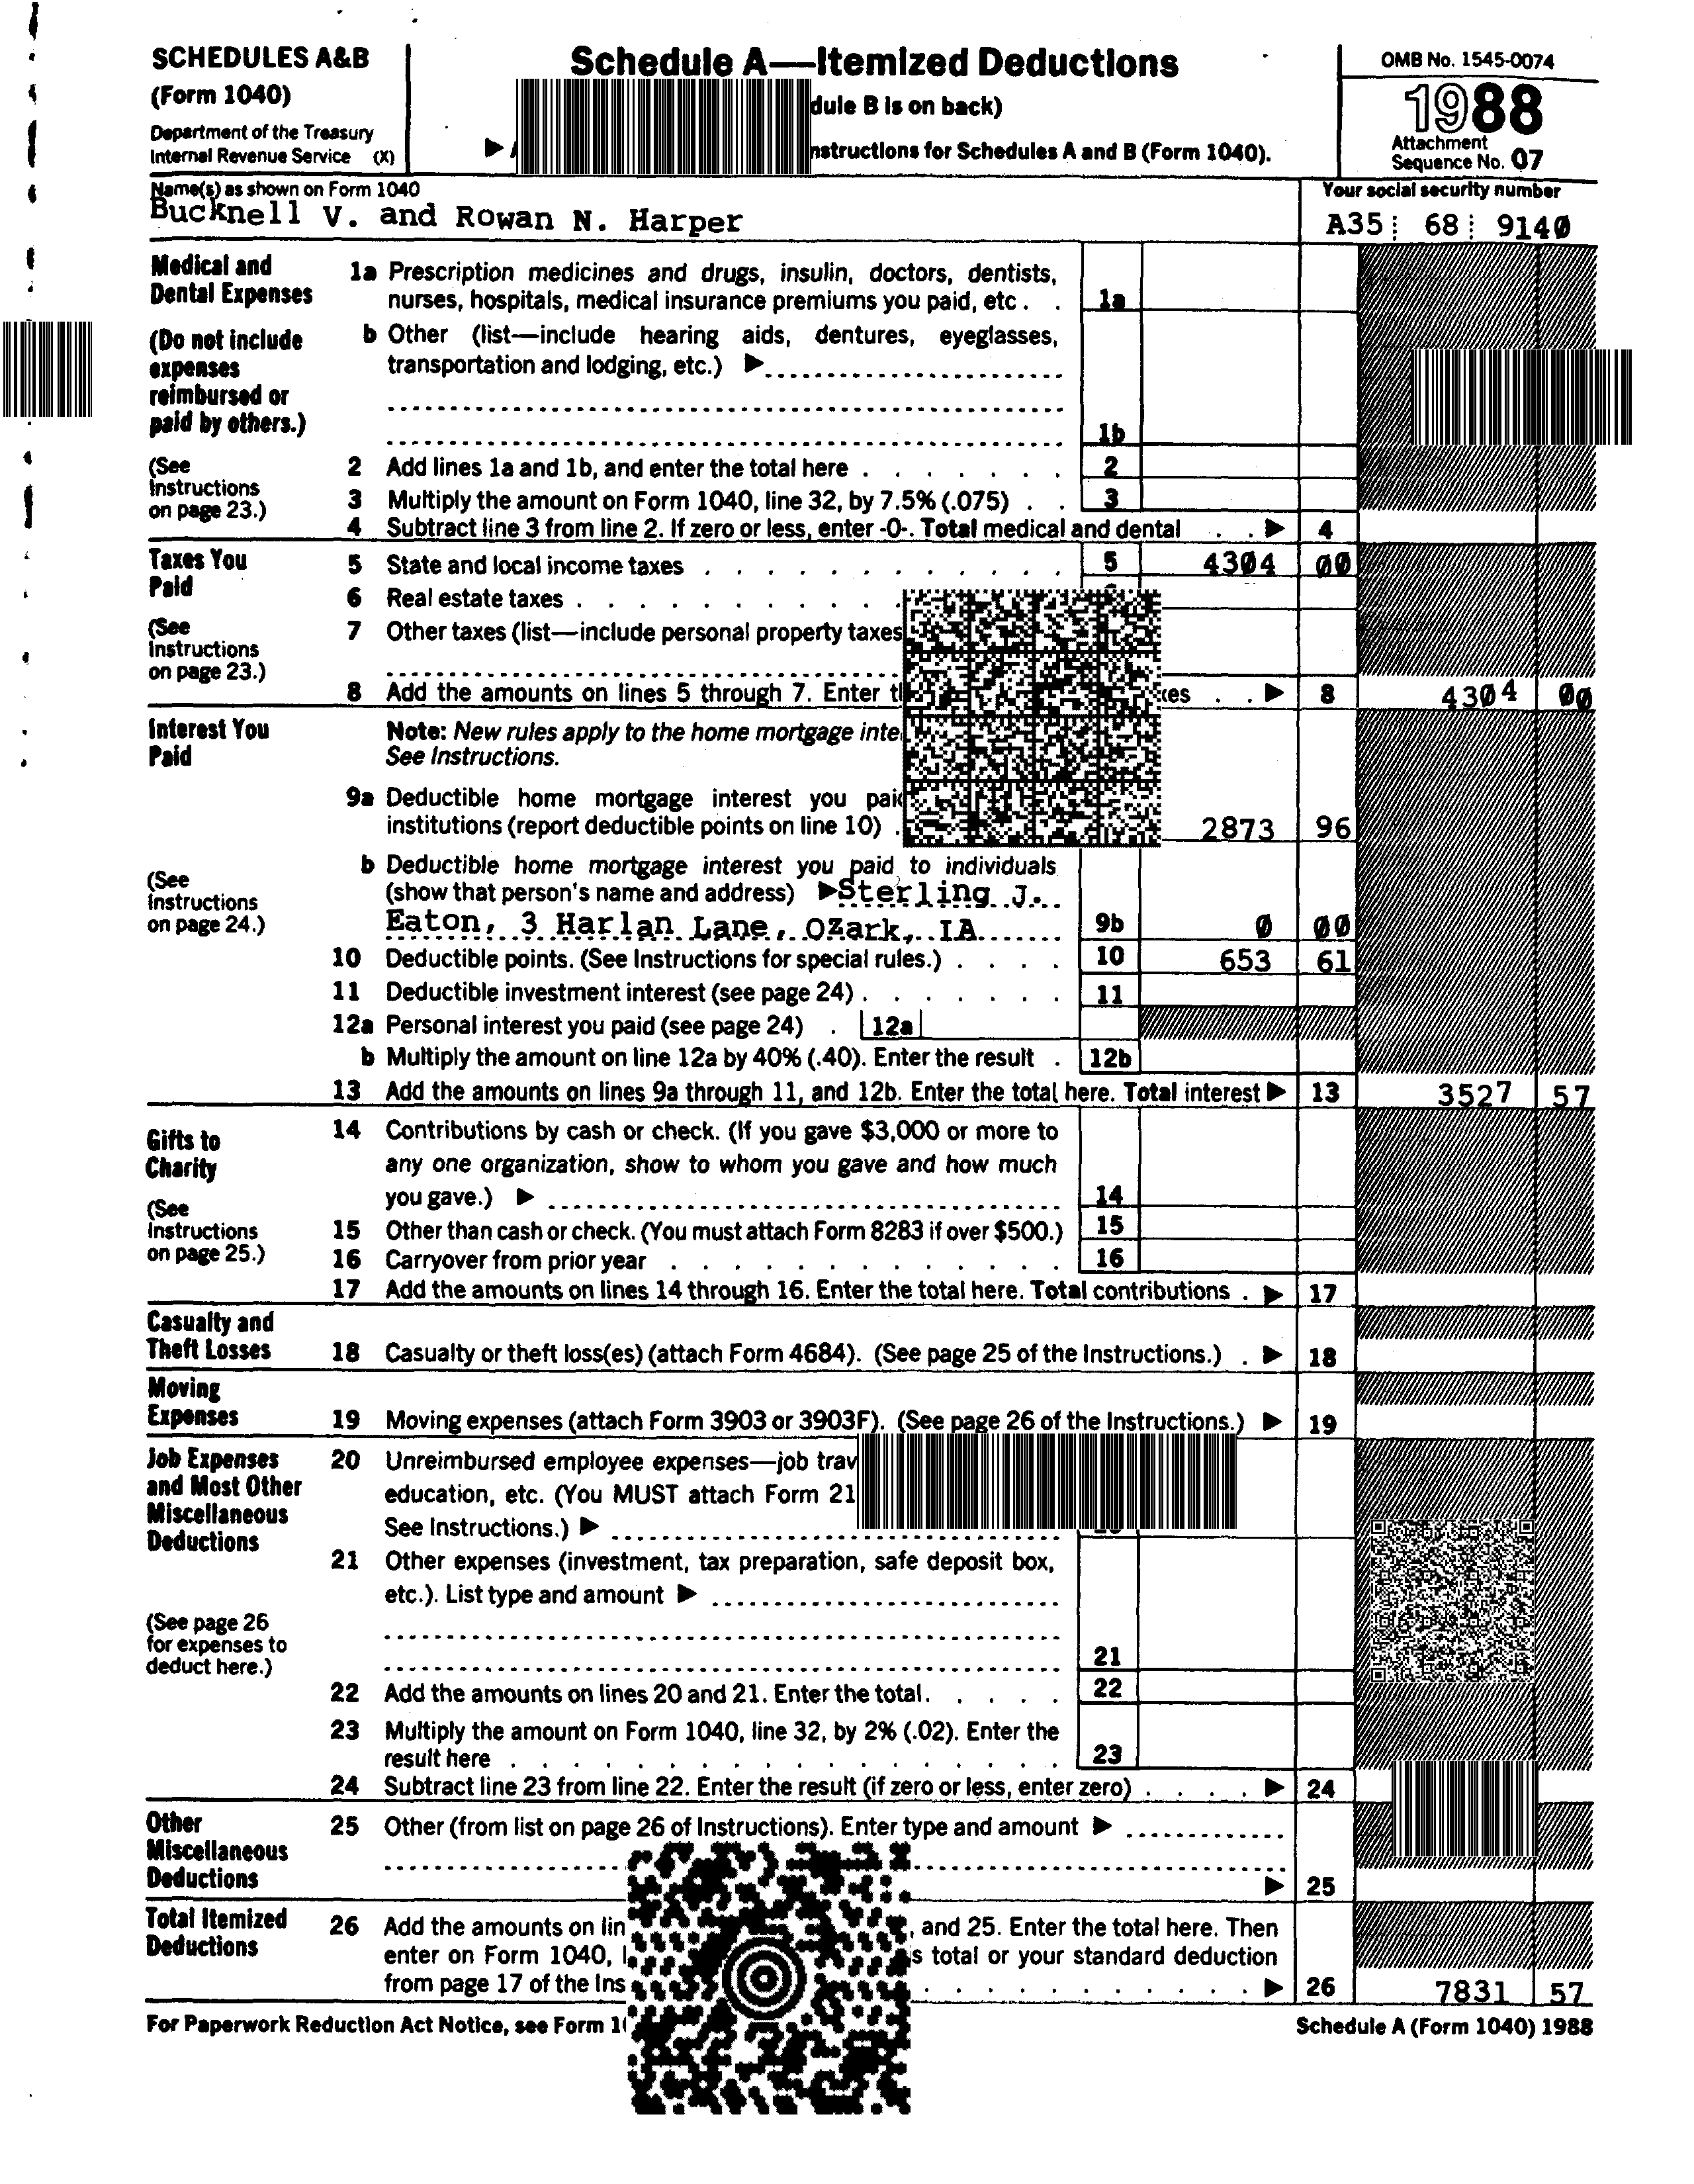 SCHEDULES A&B
(Form 1040)
Department of the Treasury
Internal Revenue Service (X)
Schedule A—Itemized Deductions
dule B is on back)
nstructions for Schedules A and B (Form 1040).
OMB No. 1545-0074
1988
Attachment
Sequence No. 07
Name(s) as shown on Form 1040
Bucknell V. and Rowan N. Harper
Your social security number
A35 68 9140
Medical and
Dental Expenses
(Do not include
expenses
reimbursed or
paid by others.)
(See
Instructions
on page 23.)
1a Prescription medicines and drugs, insulin, doctors, dentists,
nurses, hospitals, medical insurance premiums you paid, etc . . 1a
b Other (list—include hearing aids, dentures, eyeglasses,
transportation and lodging, etc.) ▶
1b
2 Add lines 1a and 1b, and enter the total here . . . . . . . 2
3 Multiply the amount on Form 1040, line 32, by 7.5% (.075) . . 3
4 Subtract line 3 from line 2. If zero or less, enter -0-. Total medical and dental . . ▶ 4
Taxes You
Paid
(See
Instructions
on page 23.)
5 State and local income taxes . . . . . . . . . . . . 5 4304 00
6 Real estate taxes . . . . . . . . . .
7 Other taxes (list—include personal property taxes
8 Add the amounts on lines 5 through 7. Enter . . ▶ 8 4304 00
Interest You
Paid
(See
Instructions
on page 24.)
Note: New rules apply to the home mortgage
See Instructions.
9a Deductible home mortgage interest you paid
institutions (report deductible points on line 10) . 2873 96
b Deductible home mortgage interest you paid to individuals
(show that person's name and address) ▶ Sterling J.
Eaton, 3 Harlan Lane, Ozark, IA 9b 0 00
10 Deductible points. (See Instructions for special rules.) . . . . 10 653 61
11 Deductible investment interest (see page 24) . . . . . . . 11
12a Personal interest you paid (see page 24) . 12a
b Multiply the amount on line 12a by 40% (.40). Enter the result . 12b
13 Add the amounts on lines 9a through 11, and 12b. Enter the total here. Total interest ▶ 13 3527 57
Gifts to
Charity
(See
Instructions
on page 25.)
14 Contributions by cash or check. (If you gave $3,000 or more to
any one organization, show to whom you gave and how much
you gave.) ▶ 14
15 Other than cash or check. (You must attach Form 8283 if over $500.) 15
16 Carryover from prior year . . . . . . . . . . . . . 16
17 Add the amounts on lines 14 through 16. Enter the total here. Total contributions . ▶ 17
Casualty and
Theft Losses
18 Casualty or theft loss(es) (attach Form 4684). (See page 25 of the Instructions.) . ▶ 18
Moving
Expenses
19 Moving expenses (attach Form 3903 or 3903F). (See page 26 of the Instructions.) ▶ 19
Job Expenses
and Most Other
Miscellaneous
Deductions
(See page 26
for expenses to
deduct here.)
20 Unreimbursed employee expenses—job trav
education, etc. (You MUST attach Form 21
See Instructions.) ▶
21 Other expenses (investment, tax preparation, safe deposit box,
etc.). List type and amount ▶
21
22 Add the amounts on lines 20 and 21. Enter the total. . . . . 22
23 Multiply the amount on Form 1040, line 32, by 2% (.02). Enter the
result here . . . . . . . . . . . . . . . . . 23
24 Subtract line 23 from line 22. Enter the result (if zero or less, enter zero) . . . . ▶ 24
Other
Miscellaneous
Deductions
25 Other (from list on page 26 of Instructions). Enter type and amount ▶
▶ 25
Total Itemized
Deductions
26 Add the amounts on lin , and 25. Enter the total here. Then
enter on Form 1040, s total or your standard deduction
from page 17 of the Ins . . . . . . . . . . . ▶ 26 7831 57
For Paperwork Reduction Act Notice, see Form
Schedule A (Form 1040) 1988